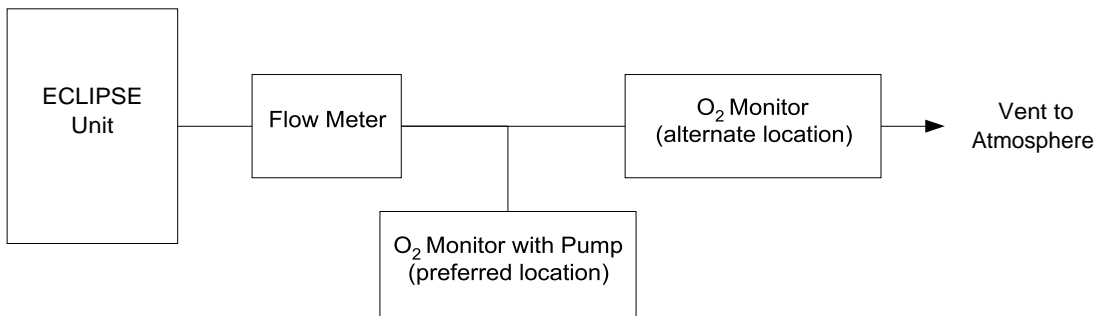 ECLIPSE
Unit
Flow Meter
O₂ Monitor
(alternate location)
Vent to
Atmosphere
O₂ Monitor with Pump
(preferred location)